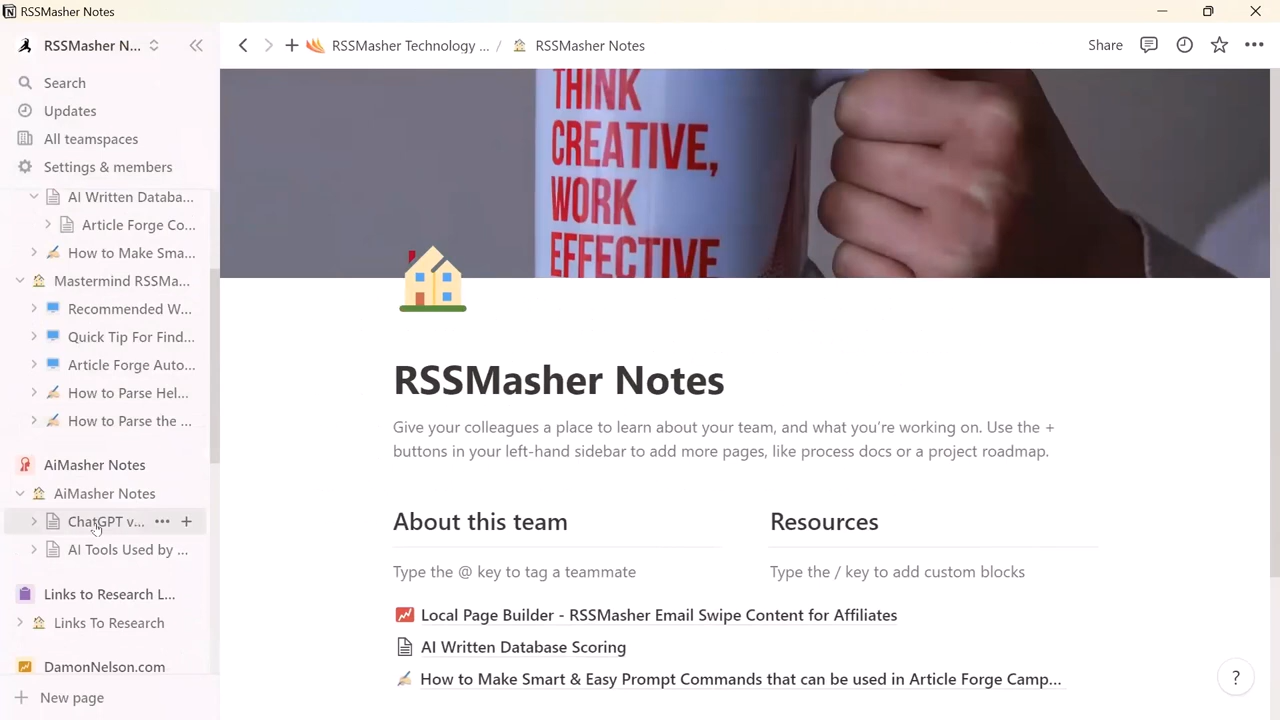 RSSMasher Notes
RSSMasher N...
RSSMasher Technology ... / RSSMasher Notes
Share
Search
Updates
All teamspaces
Settings & members
AI Written Databa...
Article Forge Co...
How to Make Sma...
Mastermind RSSMa...
Recommended W...
Quick Tip For Find...
Article Forge Auto...
How to Parse Hel...
How to Parse the ...
AiMasher Notes
AiMasher Notes
ChatGPT v...
AI Tools Used by ...
Links to Research L...
Links To Research
DamonNelson.com
New page
THINK
CREATIVE,
WORK
EFFECTIVE
RSSMasher Notes
Give your colleagues a place to learn about your team, and what you're working on. Use the +
buttons in your left-hand sidebar to add more pages, like process docs or a project roadmap.
About this team
Type the @ key to tag a teammate
Resources
Type the / key to add custom blocks
Local Page Builder - RSSMasher Email Swipe Content for Affiliates
AI Written Database Scoring
How to Make Smart & Easy Prompt Commands that can be used in Article Forge Camp...
?